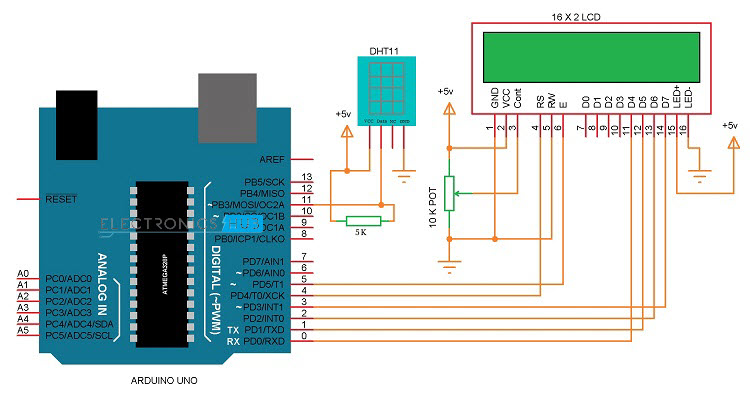 16 X 2 LCD
DHT11
+5v
+5v
+5v
VCC Data NC GND
GND VCC Cont RS RW E D0 D1 D2 D3 D4 D5 D6 D7 LED+ LED-
1 2 3 4 5 6 7 8 9 10 11 12 13 14 15 16
10 K POT
5K
AREF
RESET
PB5/SCK 13
PB4/MISO 12
~PB3/MOSI/OC2A 11
ELECTRONICS HUB
~ OC1B 10
OC1A 9
PB0/ICP1/CLKO 8
PD7/AIN1 7
~PD6/AIN0 6
~PD5/T1 5
PD4/T0/XCK 4
~PD3/INT1 3
PD2/INT0 2
TX PD1/TXD 1
RX PD0/RXD 0
DIGITAL (~PWM)
ATMEGA328P
ANALOG IN
A0 PC0/ADC0
A1 PC1/ADC1
A2 PC2/ADC2
A3 PC3/ADC3
A4 PC4/ADC4/SDA
A5 PC5/ADC5/SCL
ARDUINO UNO